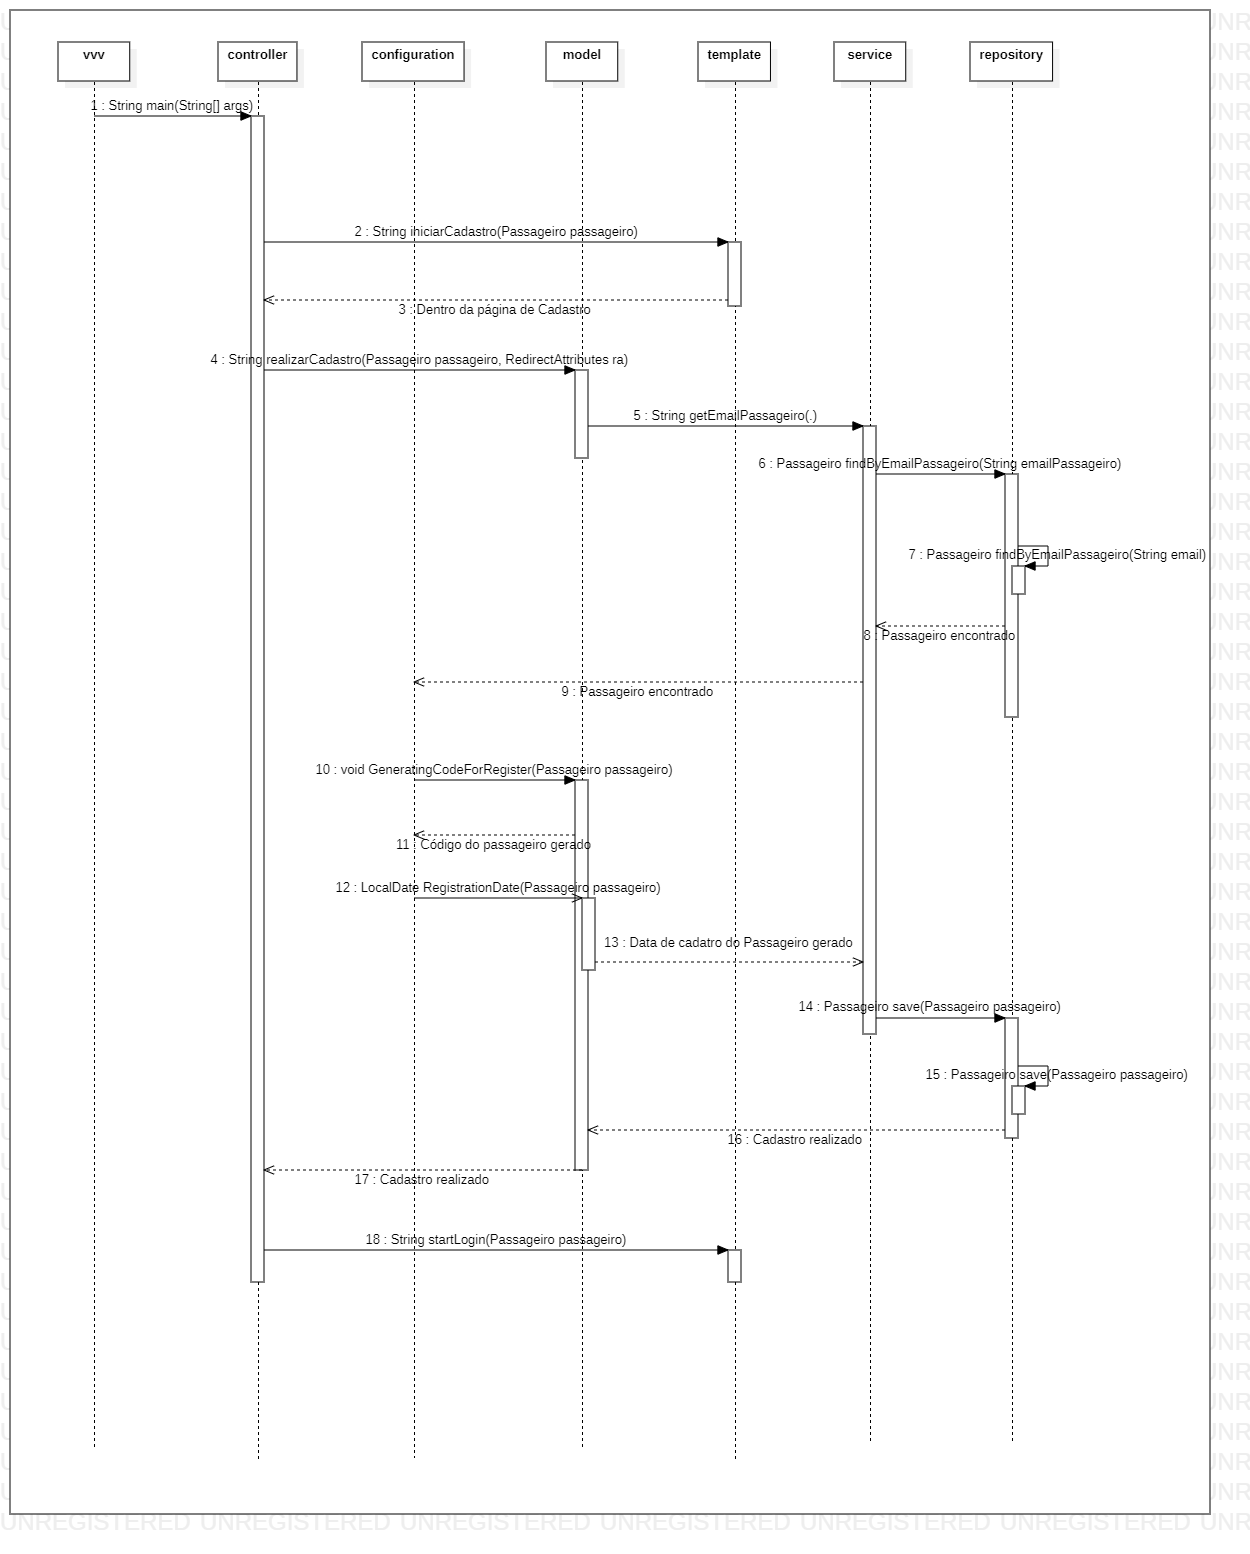 vvv
controller
configuration
model
template
service
repository
1 : String main(String[] args)
2 : String iniciarCadastro(Passageiro passageiro)
3 : Dentro da página de Cadastro
4 : String realizarCadastro(Passageiro passageiro, RedirectAttributes ra)
5 : String getEmailPassageiro(.)
6 : Passageiro findByEmailPassageiro(String emailPassageiro)
7 : Passageiro findByEmailPassageiro(String email)
8 : Passageiro encontrado
9 : Passageiro encontrado
10 : void GeneratingCodeForRegister(Passageiro passageiro)
11 : Código do passageiro gerado
12 : LocalDate RegistrationDate(Passageiro passageiro)
13 : Data de cadatro do Passageiro gerado
14 : Passageiro save(Passageiro passageiro)
15 : Passageiro save(Passageiro passageiro)
16 : Cadastro realizado
17 : Cadastro realizado
18 : String startLogin(Passageiro passageiro)
UNREGISTERED UNREGISTERED UNREGISTERED UNREGISTERED UNREGISTERED UNREGISTERED UNR